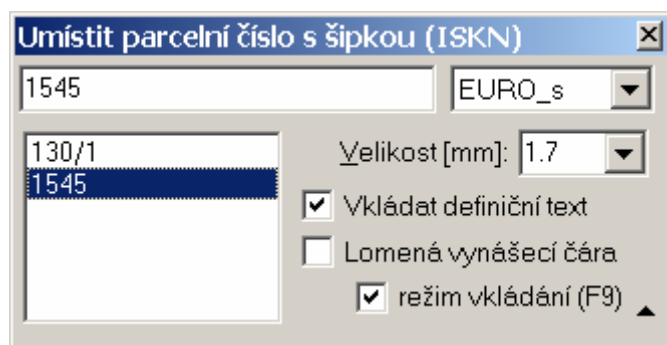 Umístit parcelní číslo s šipkou (ISKN)
1545 EURO_s
130/1
1545
Velikost [mm]: 1.7
Vkládat definiční text
Lomená vynášecí čára
režim vkládání (F9)